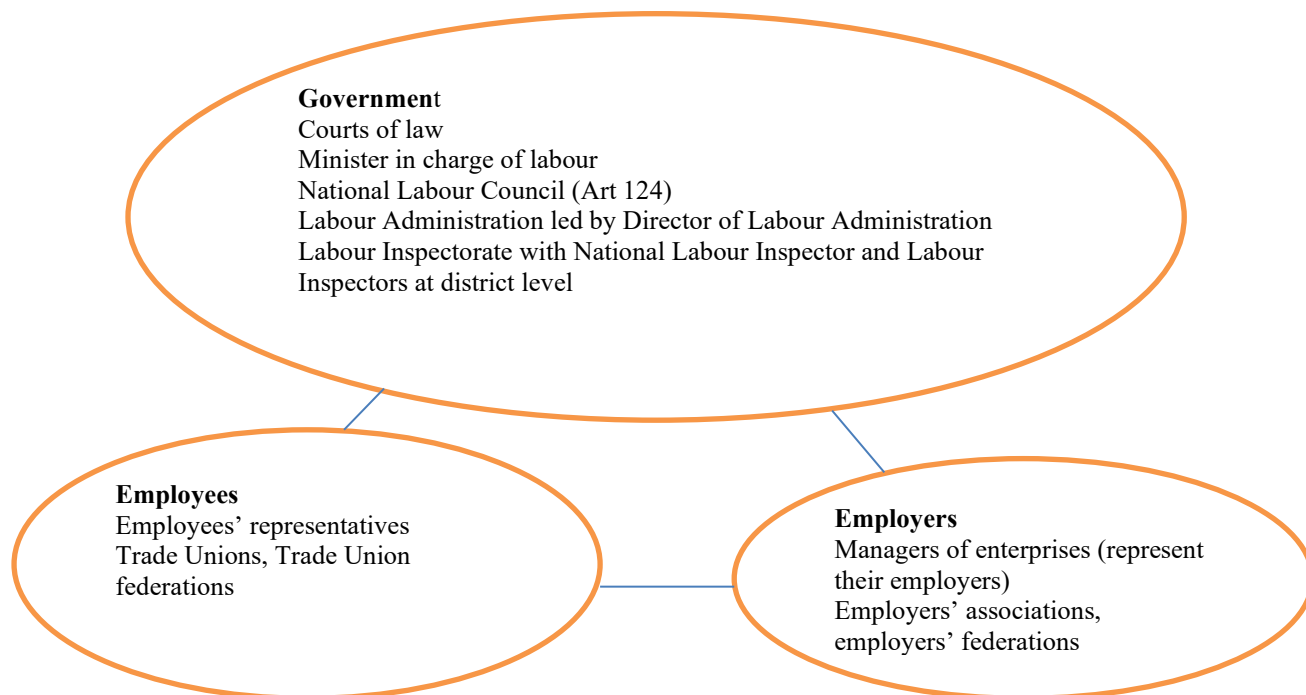 Government
Courts of law
Minister in charge of labour
National Labour Council (Art 124)
Labour Administration led by Director of Labour Administration
Labour Inspectorate with National Labour Inspector and Labour
Inspectors at district level
Employees
Employees’ representatives
Trade Unions, Trade Union
federations
Employers
Managers of enterprises (represent
their employers)
Employers’ associations,
employers’ federations